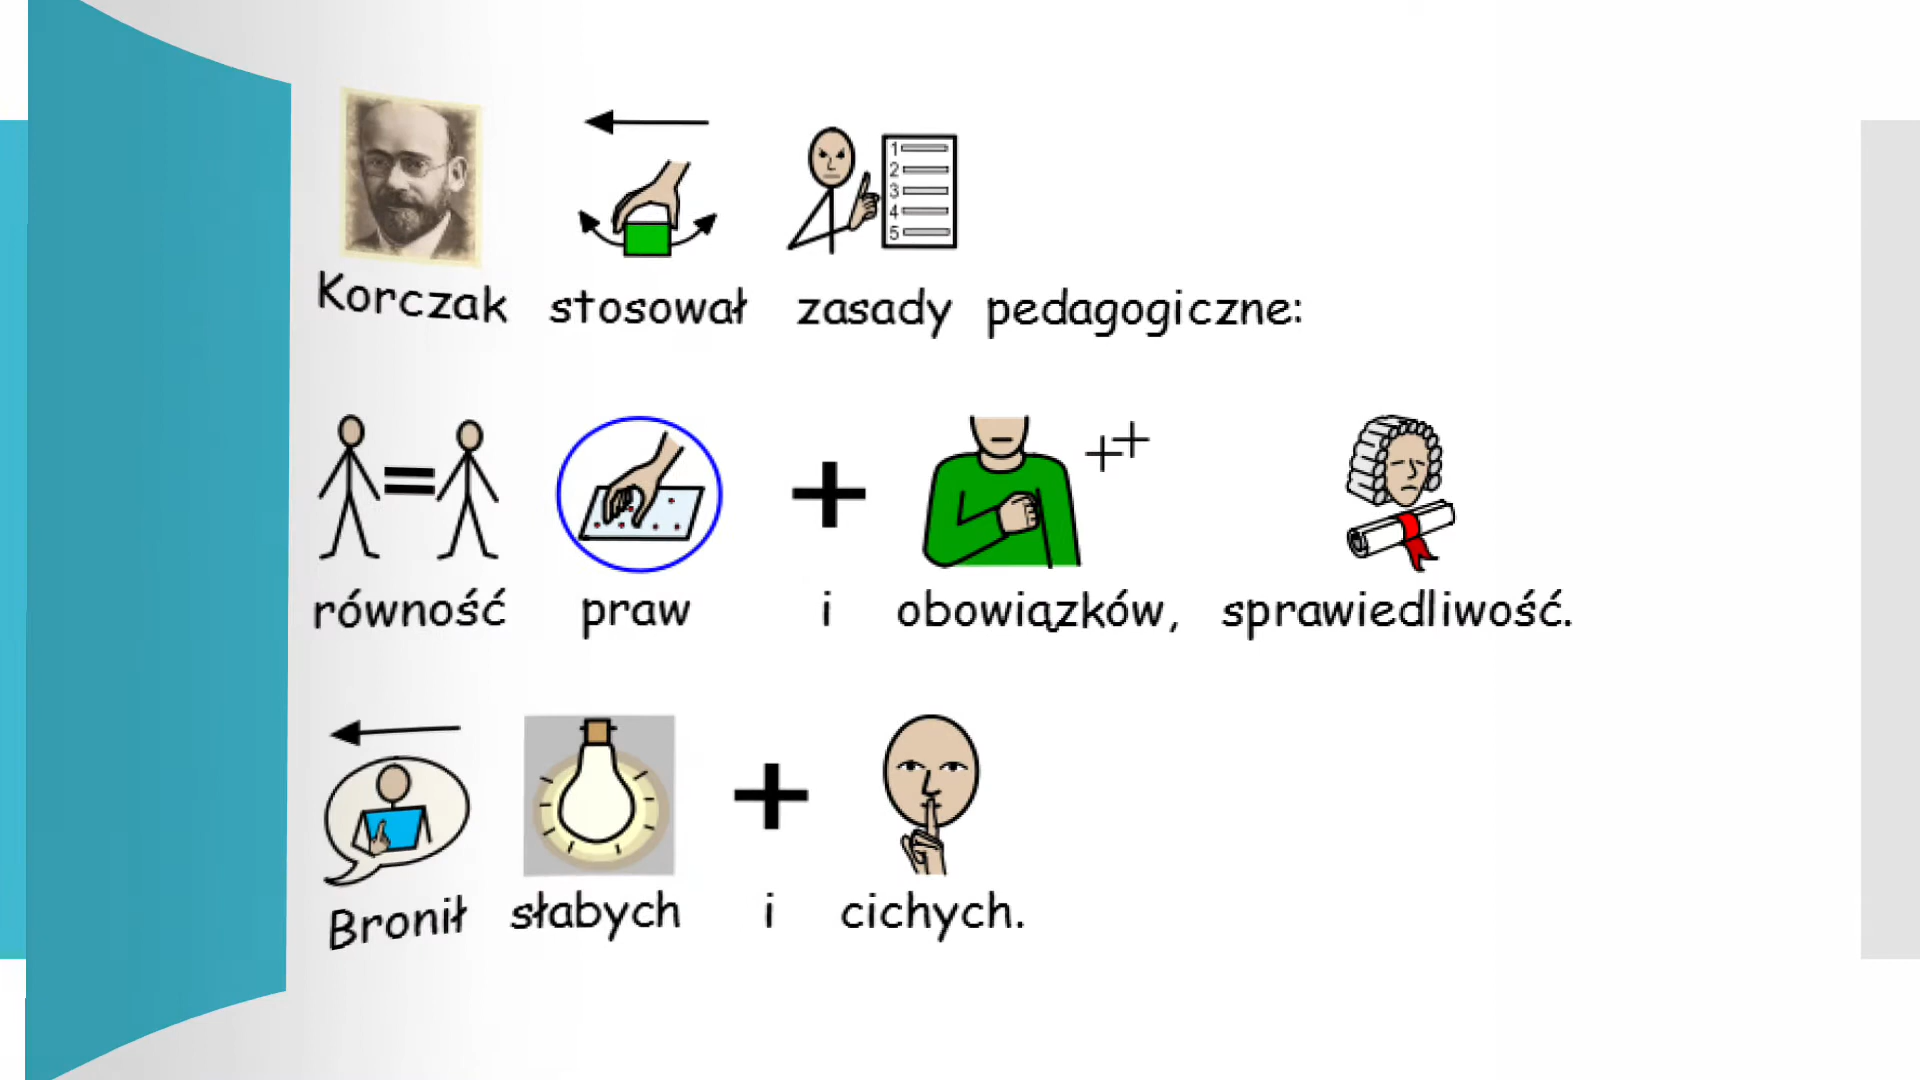 Korczak stosował zasady pedagogiczne:
równość praw i obowiązków, sprawiedliwość.
Bronił słabych i cichych.